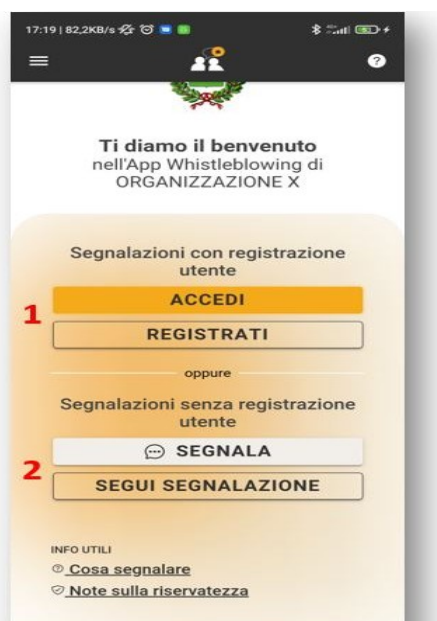 17:19 | 82,2KB/s
Ti diamo il benvenuto
nell'App Whistleblowing di
ORGANIZZAZIONE X
Segnalazioni con registrazione
utente
1
ACCEDI
REGISTRATI
oppure
Segnalazioni senza registrazione
utente
2
SEGNALA
SEGUI SEGNALAZIONE
INFO UTILI
Cosa segnalare
Note sulla riservatezza